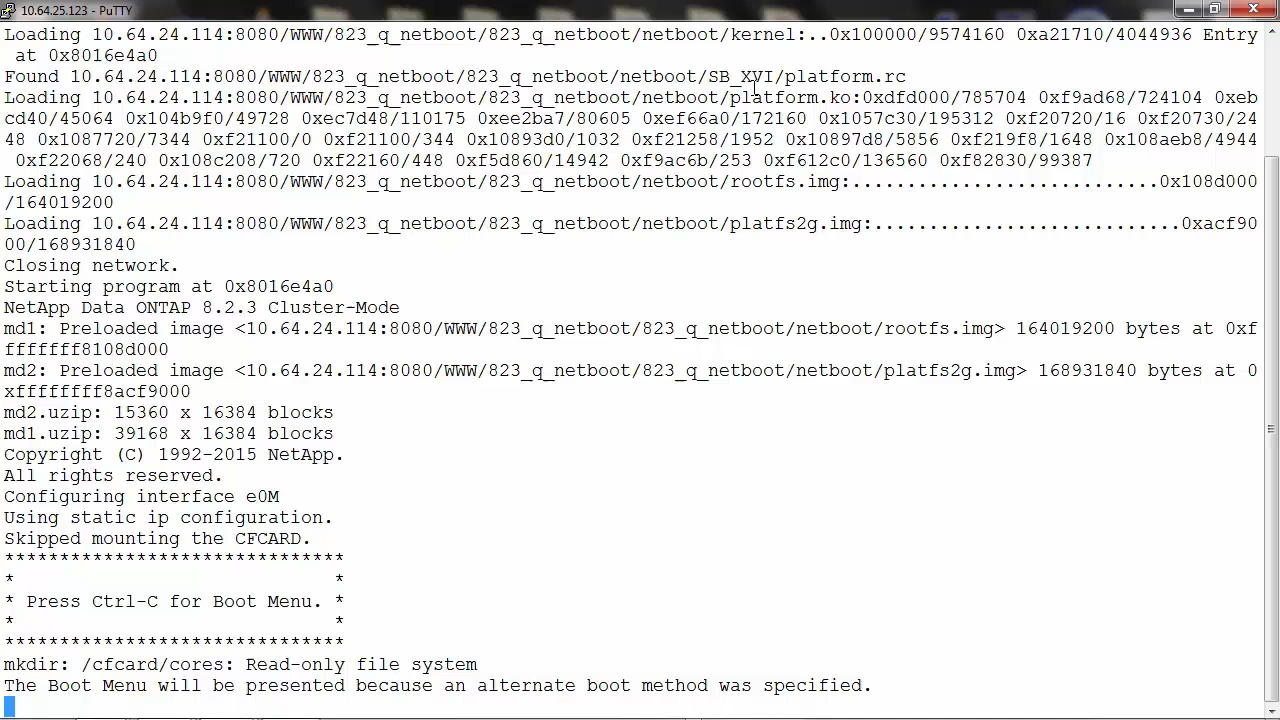 10.64.25.123 - PuTTY
Loading 10.64.24.114:8080/WWW/823_q_netboot/823_q_netboot/netboot/kernel:..0x100000/9574160 0xa21710/4044936 Entry
 at 0x8016e4a0
Found 10.64.24.114:8080/WWW/823_q_netboot/823_q_netboot/netboot/SB_XVI/platform.rc
Loading 10.64.24.114:8080/WWW/823_q_netboot/823_q_netboot/netboot/platform.ko:0xdfd000/785704 0xf9ad68/724104 0xeb
cd40/45064 0x104b9f0/49728 0xec7d48/110175 0xee2ba7/80605 0xef66a0/172160 0x1057c30/195312 0xf20720/16 0xf20730/24
48 0x1087720/7344 0xf21100/0 0xf21100/344 0x10893d0/1032 0xf21258/1952 0x10897d8/5856 0xf219f8/1648 0x108aeb8/4944
 0xf22068/240 0x108c208/720 0xf22160/448 0xf5d860/14942 0xf9ac6b/253 0xf612c0/136560 0xf82830/99387
Loading 10.64.24.114:8080/WWW/823_q_netboot/823_q_netboot/netboot/rootfs.img:............................0x108d000
/164019200
Loading 10.64.24.114:8080/WWW/823_q_netboot/823_q_netboot/netboot/platfs2g.img:............................0xacf90
00/168931840
Closing network.
Starting program at 0x8016e4a0
NetApp Data ONTAP 8.2.3 Cluster-Mode
md1: Preloaded image <10.64.24.114:8080/WWW/823_q_netboot/823_q_netboot/netboot/rootfs.img> 164019200 bytes at 0xf
fffffff8108d000
md2: Preloaded image <10.64.24.114:8080/WWW/823_q_netboot/823_q_netboot/netboot/platfs2g.img> 168931840 bytes at 0
xffffffff8acf9000
md2.uzip: 15360 x 16384 blocks
md1.uzip: 39168 x 16384 blocks
Copyright (C) 1992-2015 NetApp.
All rights reserved.
Configuring interface e0M
Using static ip configuration.
Skipped mounting the CFCARD.
*******************************
*                             *
* Press Ctrl-C for Boot Menu. *
*                             *
*******************************
mkdir: /cfcard/cores: Read-only file system
The Boot Menu will be presented because an alternate boot method was specified.